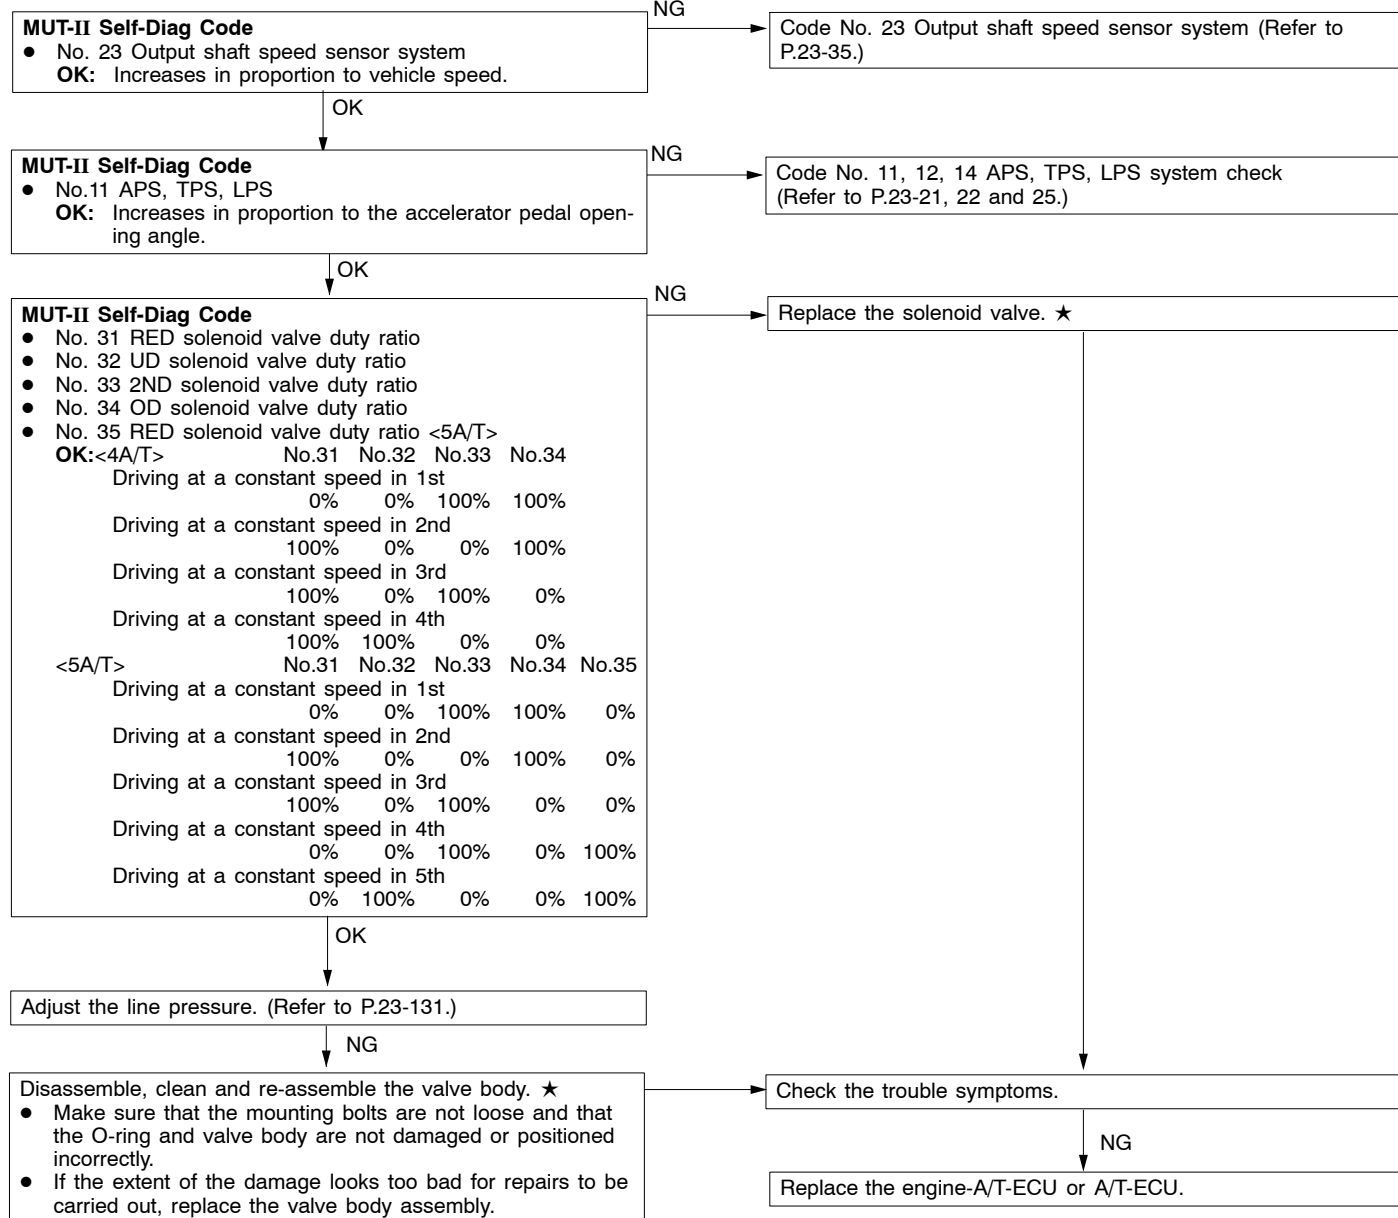 MUT-II Self-Diag Code
● No. 23 Output shaft speed sensor system
OK: Increases in proportion to vehicle speed.
NG
Code No. 23 Output shaft speed sensor system (Refer to
P.23-35.)
OK
MUT-II Self-Diag Code
● No.11 APS, TPS, LPS
OK: Increases in proportion to the accelerator pedal open-
ing angle.
NG
Code No. 11, 12, 14 APS, TPS, LPS system check
(Refer to P.23-21, 22 and 25.)
OK
MUT-II Self-Diag Code
● No. 31 RED solenoid valve duty ratio
● No. 32 UD solenoid valve duty ratio
● No. 33 2ND solenoid valve duty ratio
● No. 34 OD solenoid valve duty ratio
● No. 35 RED solenoid valve duty ratio <5A/T>
OK:<4A/T> No.31 No.32 No.33 No.34
Driving at a constant speed in 1st
0% 0% 100% 100%
Driving at a constant speed in 2nd
100% 0% 0% 100%
Driving at a constant speed in 3rd
100% 0% 100% 0%
Driving at a constant speed in 4th
100% 100% 0% 0%
<5A/T> No.31 No.32 No.33 No.34 No.35
Driving at a constant speed in 1st
0% 0% 100% 100% 0%
Driving at a constant speed in 2nd
100% 0% 0% 100% 0%
Driving at a constant speed in 3rd
100% 0% 100% 0% 0%
Driving at a constant speed in 4th
0% 0% 100% 0% 100%
Driving at a constant speed in 5th
0% 100% 0% 0% 100%
NG
Replace the solenoid valve. ★
OK
Adjust the line pressure. (Refer to P.23-131.)
NG
Disassemble, clean and re-assemble the valve body. ★
● Make sure that the mounting bolts are not loose and that
the O-ring and valve body are not damaged or positioned
incorrectly.
● If the extent of the damage looks too bad for repairs to be
carried out, replace the valve body assembly.
Check the trouble symptoms.
NG
Replace the engine-A/T-ECU or A/T-ECU.